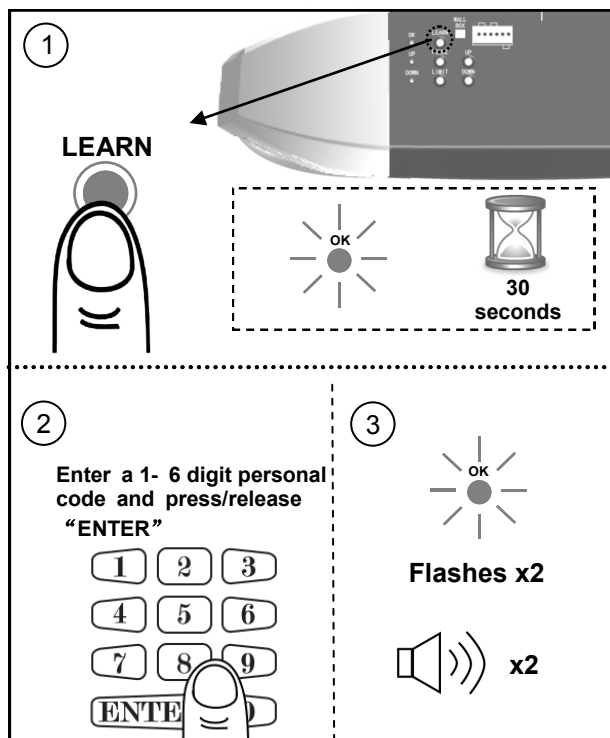 1
WALL
BOX
OK
LEARN
UP
UP
DOWN
LIMIT
DOWN
LEARN
OK
30
seconds
2
Enter a 1- 6 digit personal
code and press/release
“ENTER”
1 2 3
4 5 6
7 8 9
ENTE
3
OK
Flashes x2
x2